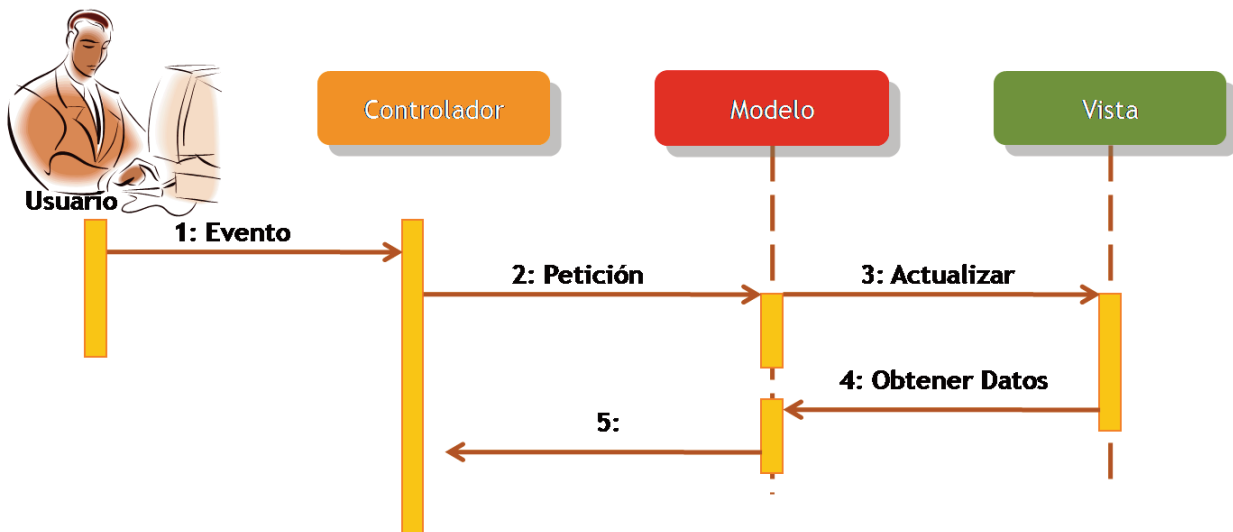 Controlador
Modelo
Vista
Usuario
1: Evento
2: Petición
3: Actualizar
4: Obtener Datos
5: